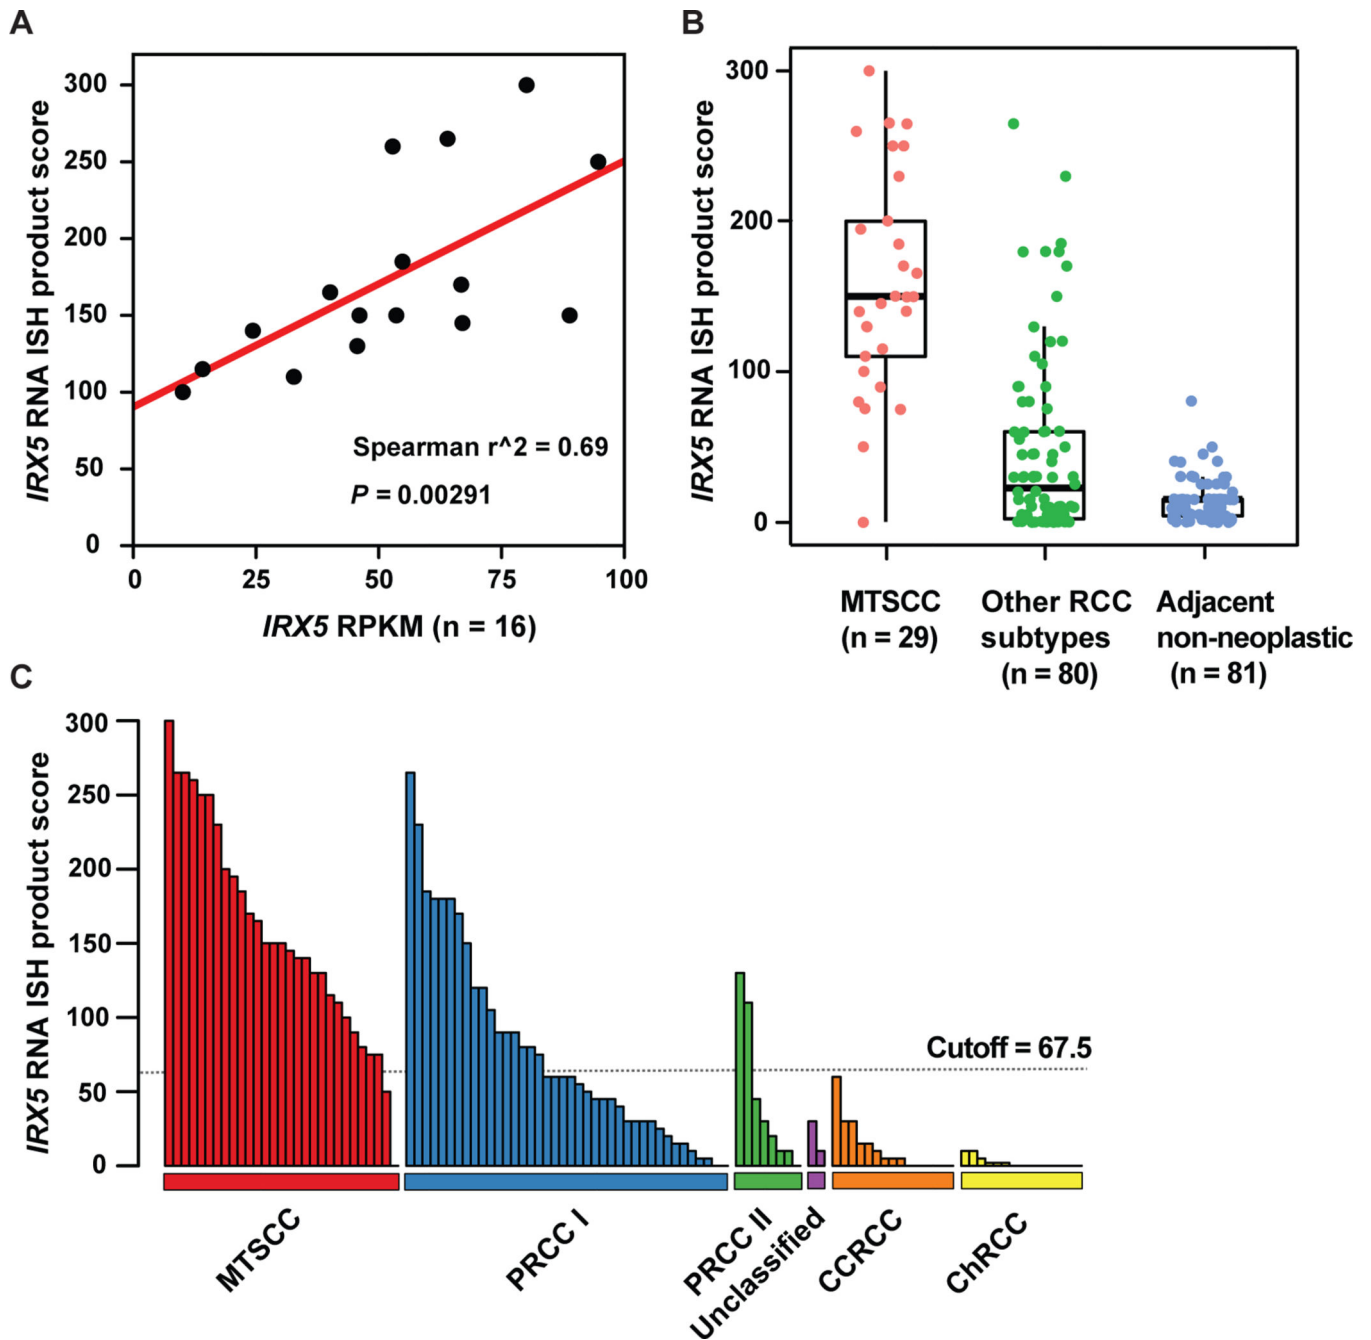 A
IRX5 RNA ISH product score
300
250
200
150
100
50
0
Spearman r^2 = 0.69
P = 0.00291
0 25 50 75 100
IRX5 RPKM (n = 16)
B
IRX5 RNA ISH product score
300
200
100
0
MTSCC
(n = 29)
Other RCC
subtypes
(n = 80)
Adjacent
non-neoplastic
(n = 81)
C
IRX5 RNA ISH product score
300
250
200
150
100
50
0
Cutoff = 67.5
MTSCC
PRCC I
PRCC II
Unclassified
CCRCC
ChRCC